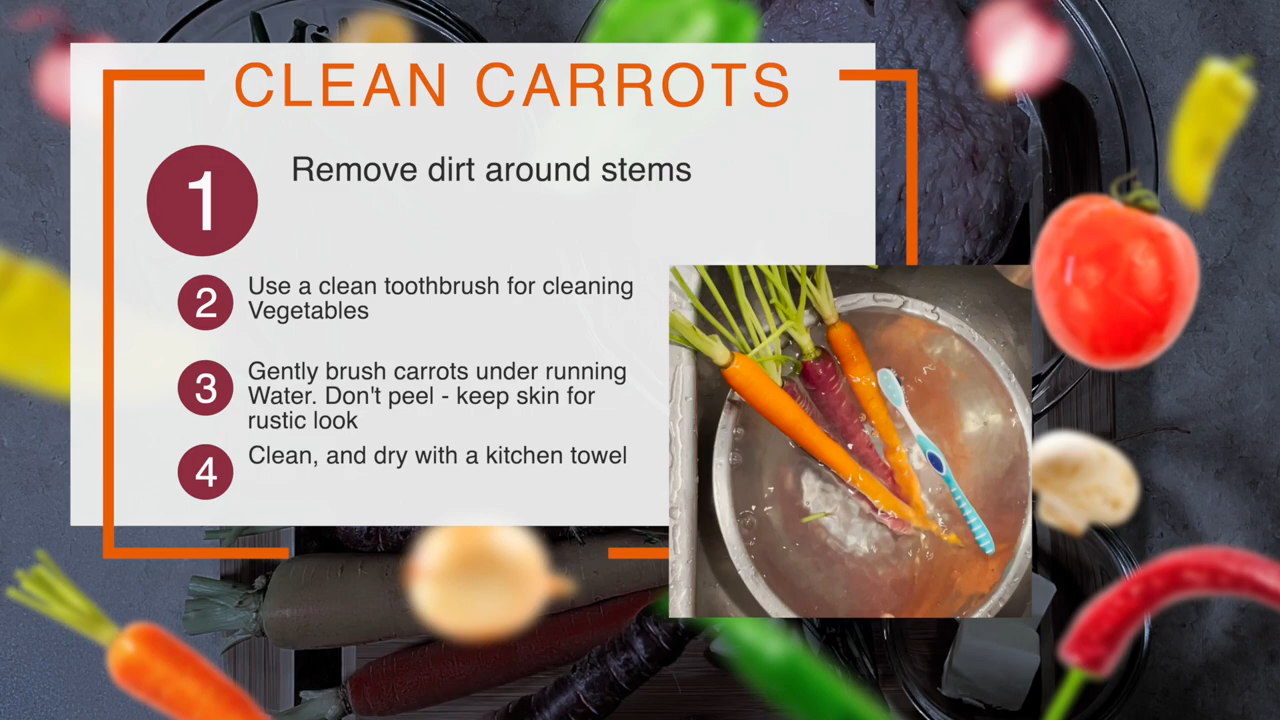 CLEAN CARROTS
1
Remove dirt around stems
2
Use a clean toothbrush for cleaning
Vegetables
3
Gently brush carrots under running
Water. Don't peel - keep skin for
rustic look
4
Clean, and dry with a kitchen towel